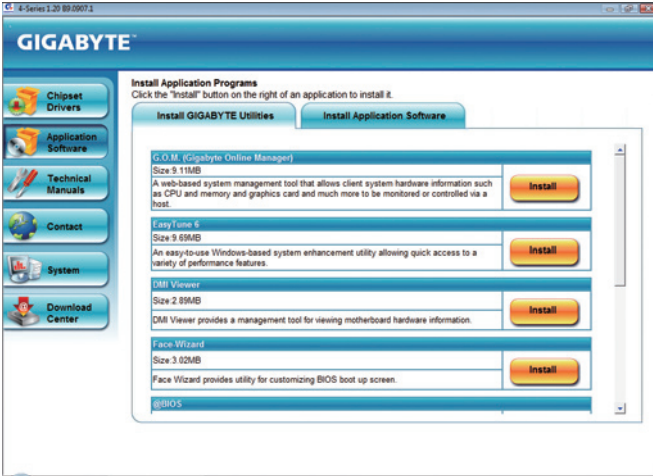 4-Series 1.20 B9.0907.1
GIGABYTE™
Chipset
Drivers
Application
Software
Technical
Manuals
Contact
System
Download
Center
Install Application Programs
Click the "Install" button on the right of an application to install it.
Install GIGABYTE Utilities
Install Application Software
G.O.M. (Gigabyte Online Manager)
Size:9.11MB
A web-based system management tool that allows client system hardware information such
as CPU and memory and graphics card and much more to be monitored or controlled via a
host.
Install
EasyTune 6
Size:9.69MB
An easy-to-use Windows-based system enhancement utility allowing quick access to a
variety of performance features.
Install
DMI Viewer
Size:2.89MB
DMI Viewer provides a management tool for viewing motherboard hardware information.
Install
Face-Wizard
Size:3.02MB
Face Wizard provides utility for customizing BIOS boot up screen.
Install
@BIOS